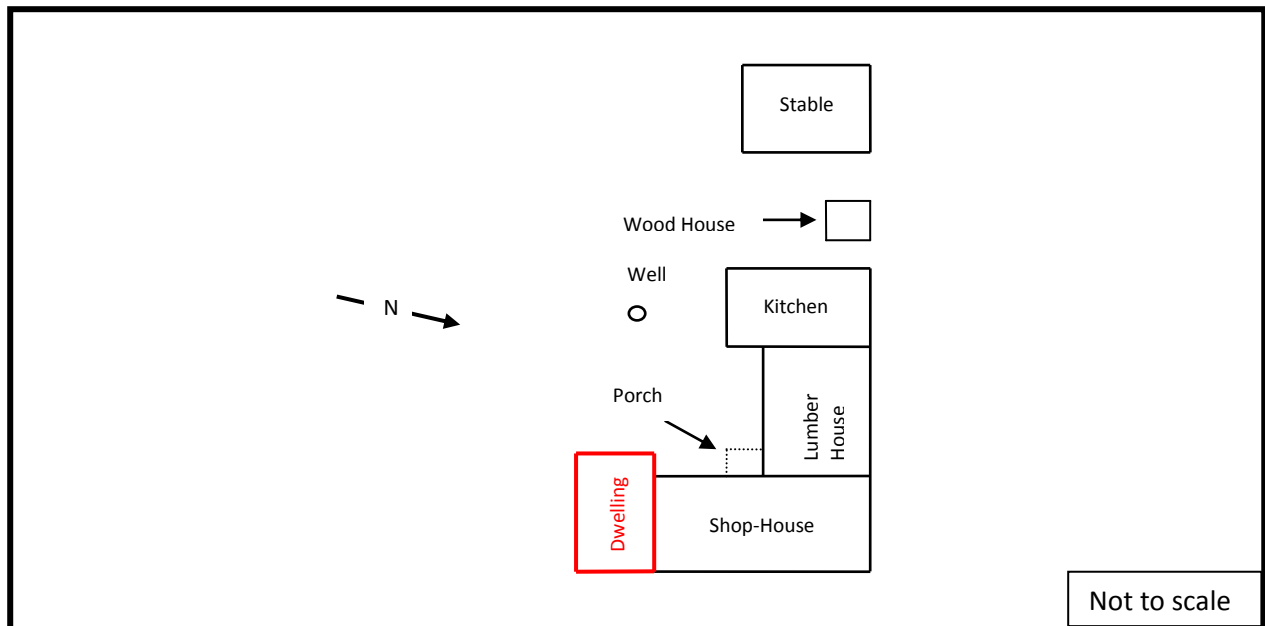 Stable
Wood House
Well
Kitchen
N
Porch
Lumber
House
Dwelling
Shop-House
Not to scale